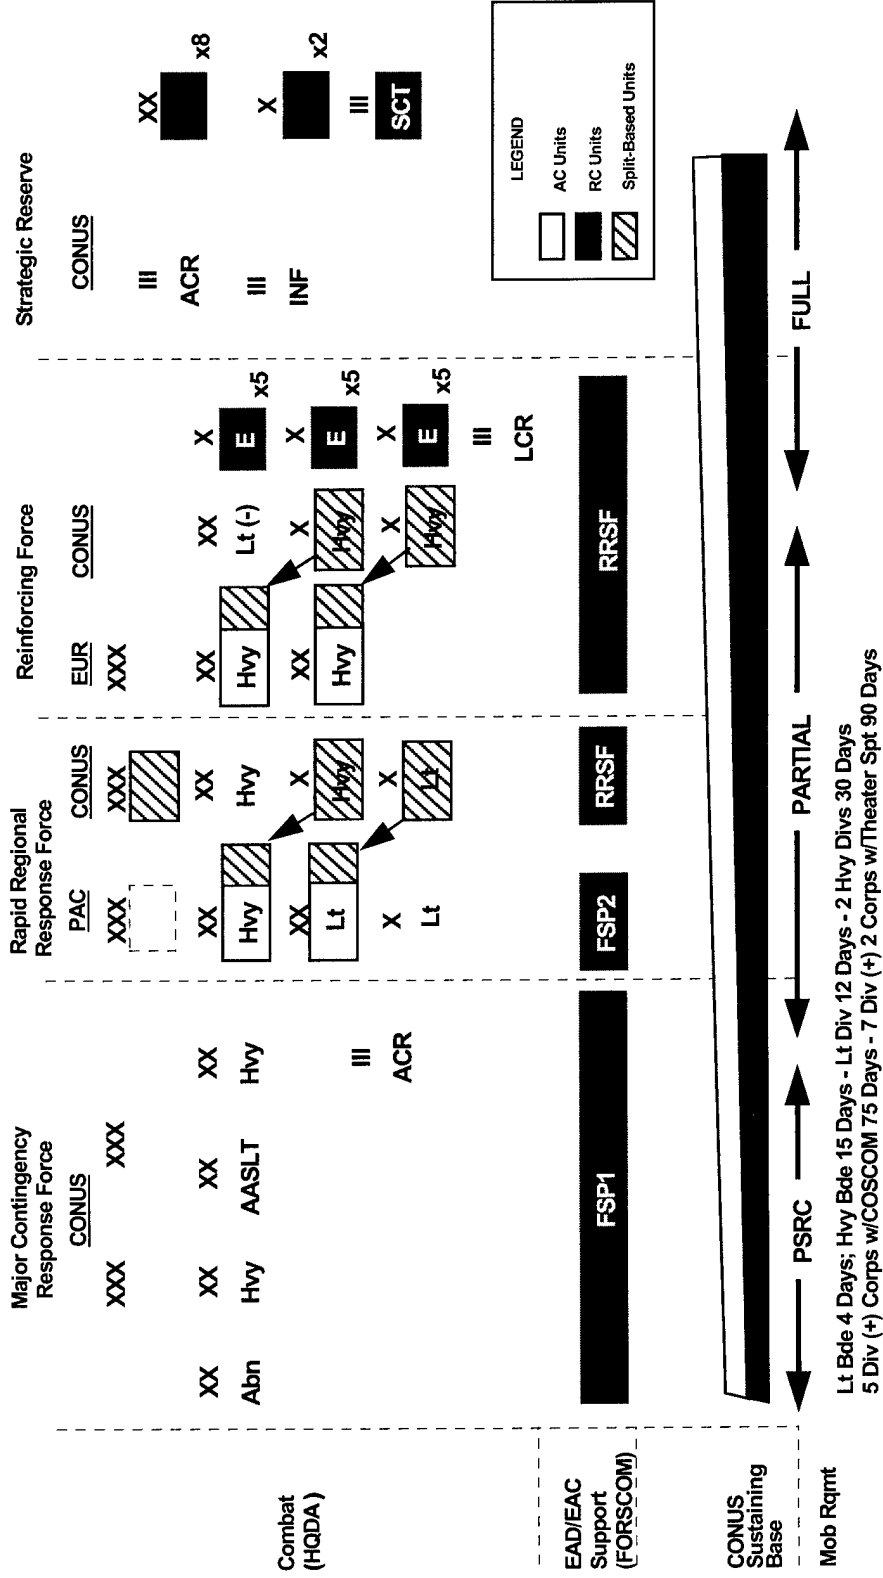 Major Contingency
Response Force
CONUS
XXX
XXX
XX
Abn
XX
Hvy
XX
AASLT
XX
Hvy
III
ACR
Rapid Regional
Response Force
PAC
XXX
XX
Hvy
XX
Lt
X
Lt
CONUS
XXX
XX
Hvy
X
Hvy
X
Lt
Reinforcing Force
EUR
XXX
XX
Hvy
XX
Hvy
CONUS
XX
Lt (-)
X
Hvy
X
Hvy
X
E
x5
X
E
x5
X
E
x5
III
LCR
Strategic Reserve
CONUS
III
ACR
III
INF
XX
x8
X
x2
III
SCT
LEGEND
AC Units
RC Units
Split-Based Units
Combat
(HQDA)
EAD/EAC
Support
(FORSCOM)
FSP1
FSP2
RRSF
RRSF
CONUS
Sustaining
Base
Mob Rqmt
PSRC
PARTIAL
FULL
Lt Bde 4 Days; Hvy Bde 15 Days - Lt Div 12 Days - 2 Hvy Divs 30 Days
5 Div (+) Corps w/COSCOM 75 Days - 7 Div (+) 2 Corps w/Theater Spt 90 Days